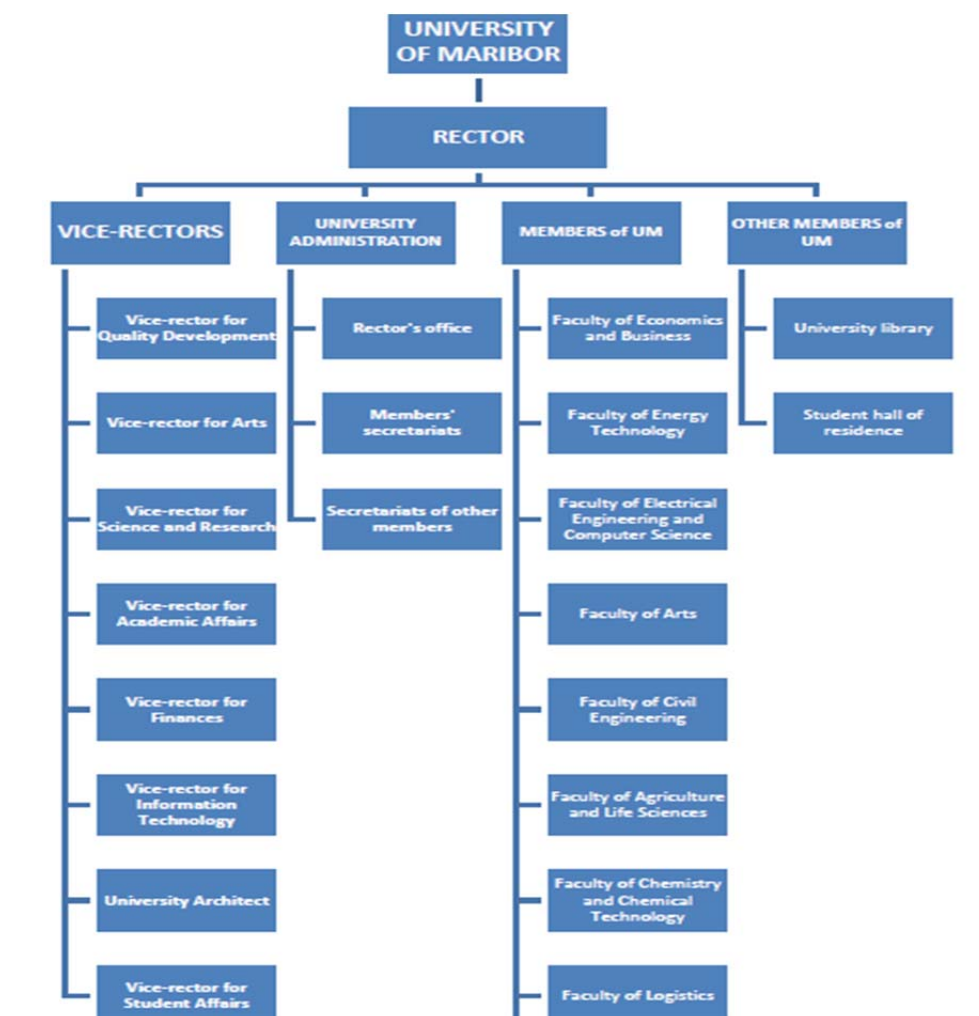 UNIVERSITY
OF MARIBOR
RECTOR
VICE-RECTORS
Vice-rector for
Quality Development
Vice-rector for Arts
Vice-rector for
Science and Research
Vice-rector for
Academic Affairs
Vice-rector for
Finances
Vice-rector for
Information
Technology
University Architect
Vice-rector for
Student Affairs
UNIVERSITY
ADMINISTRATION
Rector's office
Members'
secretariats
Secretariats of other
members
MEMBERS of UM
Faculty of Economics
and Business
Faculty of Energy
Technology
Faculty of Electrical
Engineering and
Computer Science
Faculty of Arts
Faculty of Civil
Engineering
Faculty of Agriculture
and Life Sciences
Faculty of Chemistry
and Chemical
Technology
Faculty of Logistics
OTHER MEMBERS of
UM
University library
Student hall of
residence